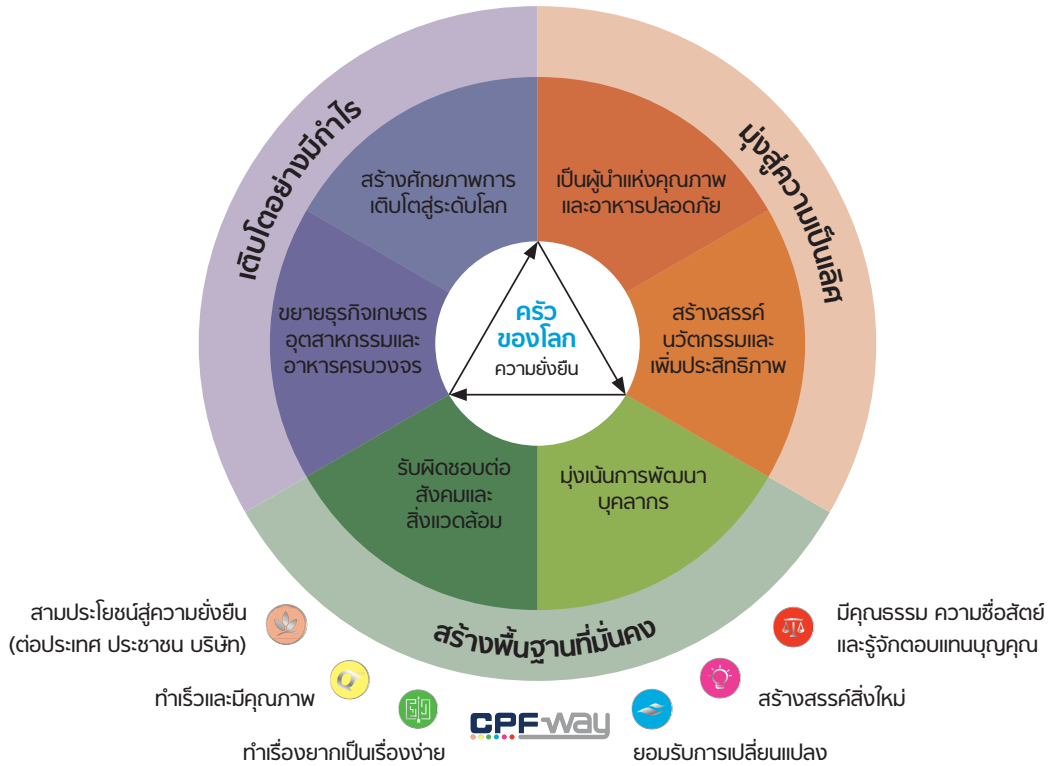 เติบโตอย่างมีกำไร
มุ่งสู่ความเป็นเลิศ
สร้างศักยภาพการ
เติบโตสู่ระดับโลก
เป็นผู้นำแห่งคุณภาพ
และอาหารปลอดภัย
ขยายธุรกิจเกษตร
อุตสาหกรรมและ
อาหารครบวงจร
ครัว
ของโลก
ความยั่งยืน
สร้างสรรค์
นวัตกรรมและ
เพิ่มประสิทธิภาพ
รับผิดชอบต่อ
สังคมและ
สิ่งแวดล้อม
มุ่งเน้นการพัฒนา
บุคลากร
สร้างพื้นฐานที่มั่นคง
สามประโยชน์สู่ความยั่งยืน
(ต่อประเทศ ประชาชน บริษัท)
มีคุณธรรม ความซื่อสัตย์
และรู้จักตอบแทนบุญคุณ
Q
ทำเร็วและมีคุณภาพ
สร้างสรรค์สิ่งใหม่
CPF-way
ทำเรื่องยากเป็นเรื่องง่าย
ยอมรับการเปลี่ยนแปลง